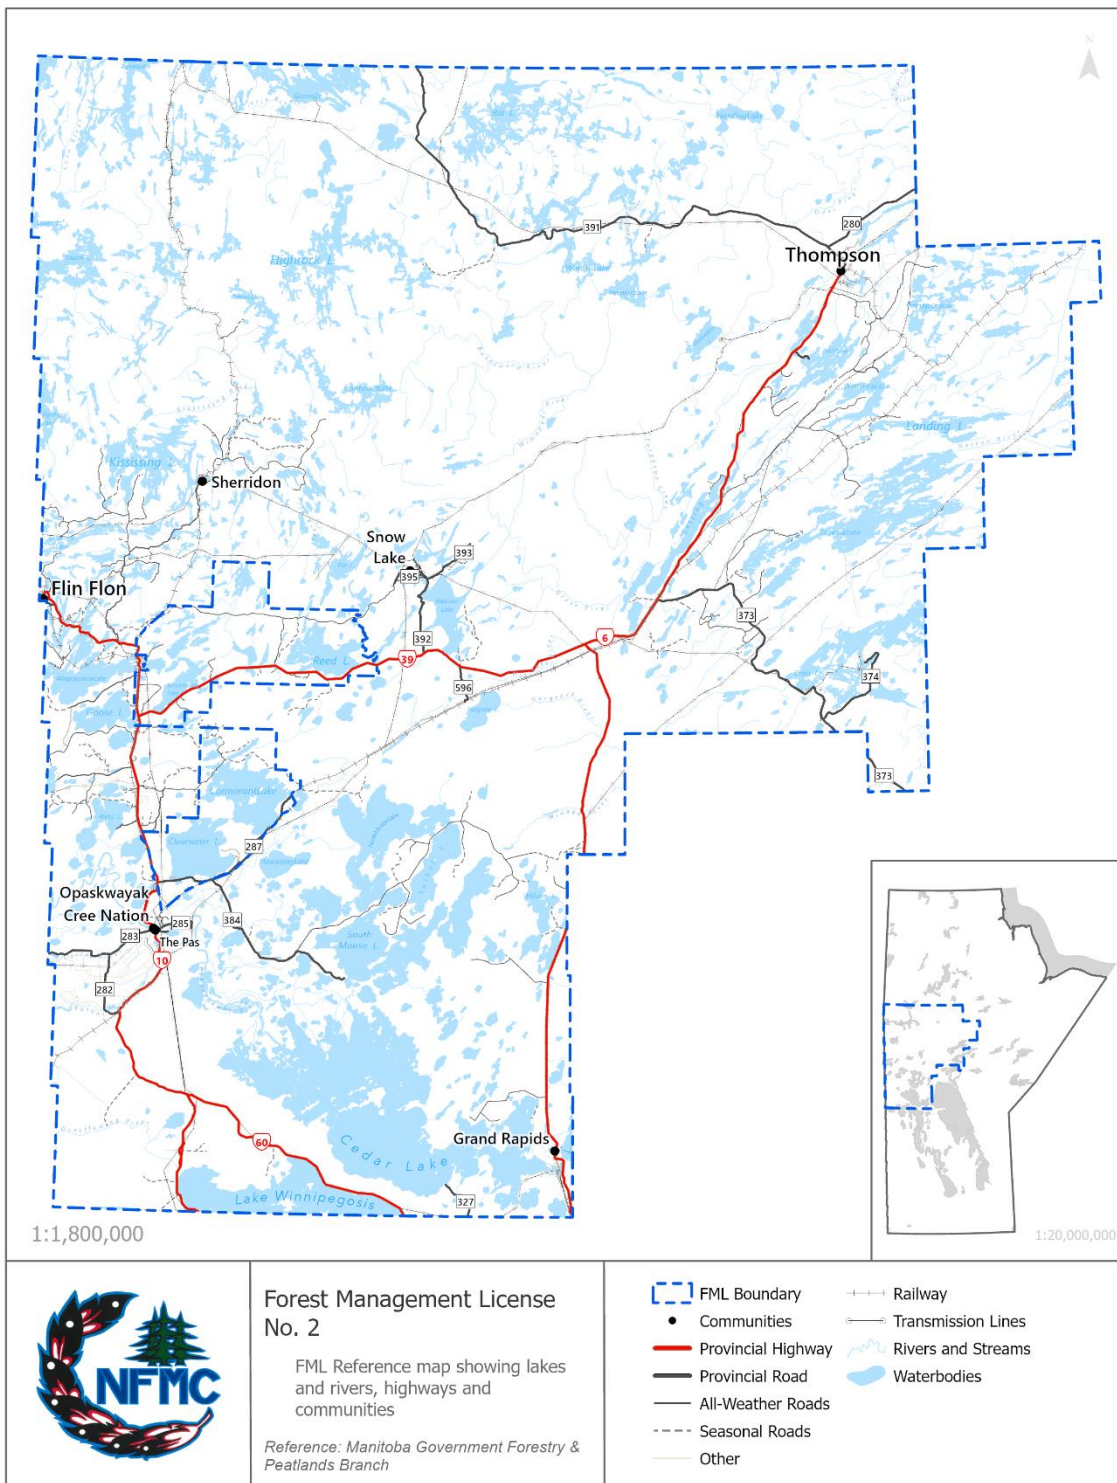 N
Highrock L.
391
280
Thompson
Landing L.
Kississing L.
Sherridon
Snow
Lake
393
395
Flin Flon
392
6
373
39
Reed L.
374
596
Goose L.
373
Cormorant Lake
Clearwater L.
287
Opaskwayak
Cree Nation
285
384
283
The Pas
South
Moose L.
10
282
Grand Rapids
60
Cedar Lake
Lake Winnipegosis
327
1:1,800,000
1:20,000,000
NFMC
Forest Management License
No. 2
FML Reference map showing lakes
and rivers, highways and
communities
Reference: Manitoba Government Forestry &
Peatlands Branch
FML Boundary
Communities
Provincial Highway
Provincial Road
All-Weather Roads
Seasonal Roads
Other
Railway
Transmission Lines
Rivers and Streams
Waterbodies